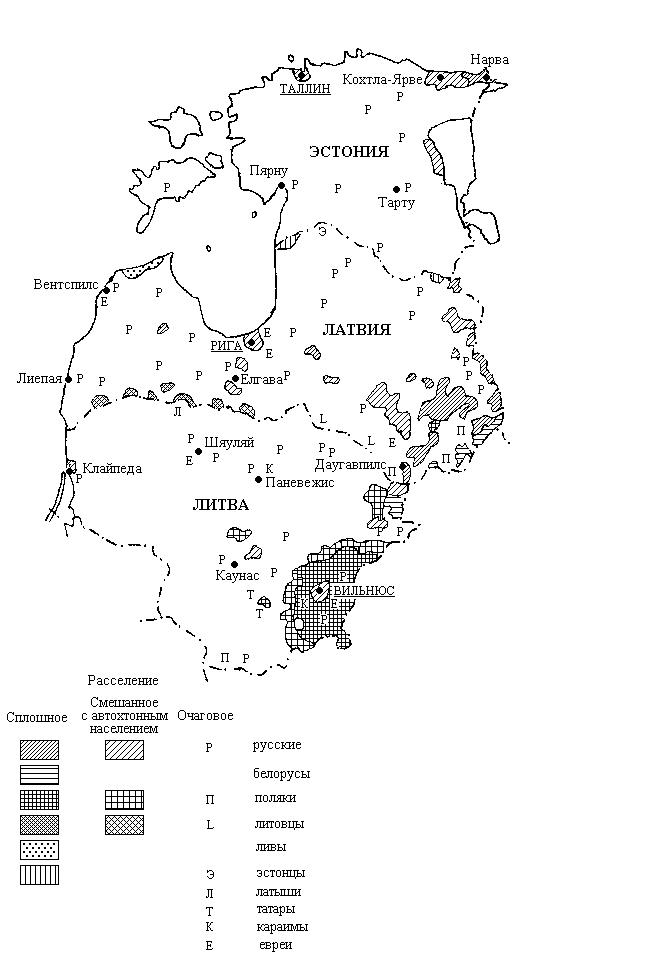 Нарва
Кохтла-Ярве
ТАЛЛИН
Р
Р
Р
ЭСТОНИЯ
Пярну
Р
Р
Р
Р
Тарту
Э
Р
Р
Р
Вентспилс
Р
Е
Р
Р
Р
Р
Р
Р
РИГА
Е
Е
Р
ЛАТВИЯ
Р
Р
Лиепая
Р
Р
Р
Р
Р
Елгава
Р
Р
Р
Л
L
Р
L
Е
П
П
П
Р
Шяуляй
Е
Р
Р
Р
Р
Даугавпилс
Клайпеда
Р
Р
К
Паневежис
ЛИТВА
Р
Р
Р
Р
Каунас
Р
Т
Т
Р
ВИЛЬНЮС
К
Е
Р
П
Р
Расселение
Сплошное
Смешанное
с автохтонным
населением
Очаговое
Р русские
белорусы
П поляки
L литовцы
ливы
Э эстонцы
Л латыши
Т татары
К караимы
Е евреи